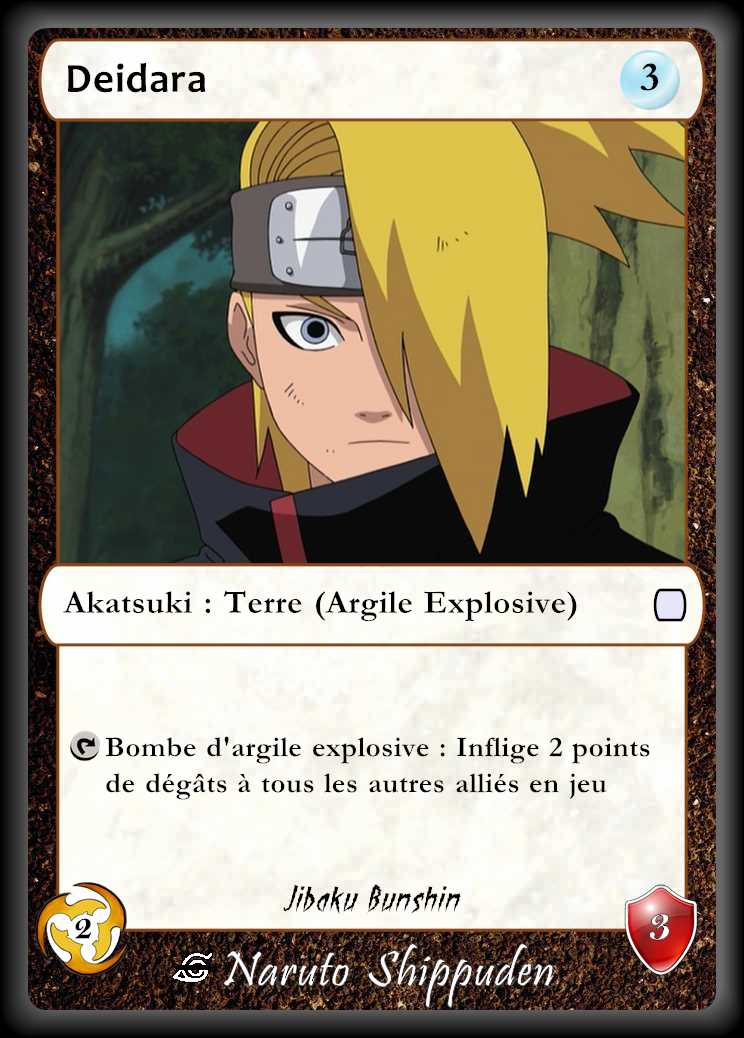 Deidara
3
Akatsuki : Terre (Argile Explosive)
Bombe d'argile explosive : Inflige 2 points
de dégâts à tous les autres alliés en jeu
Jibaku Bunshin
2
3
Naruto Shippuden